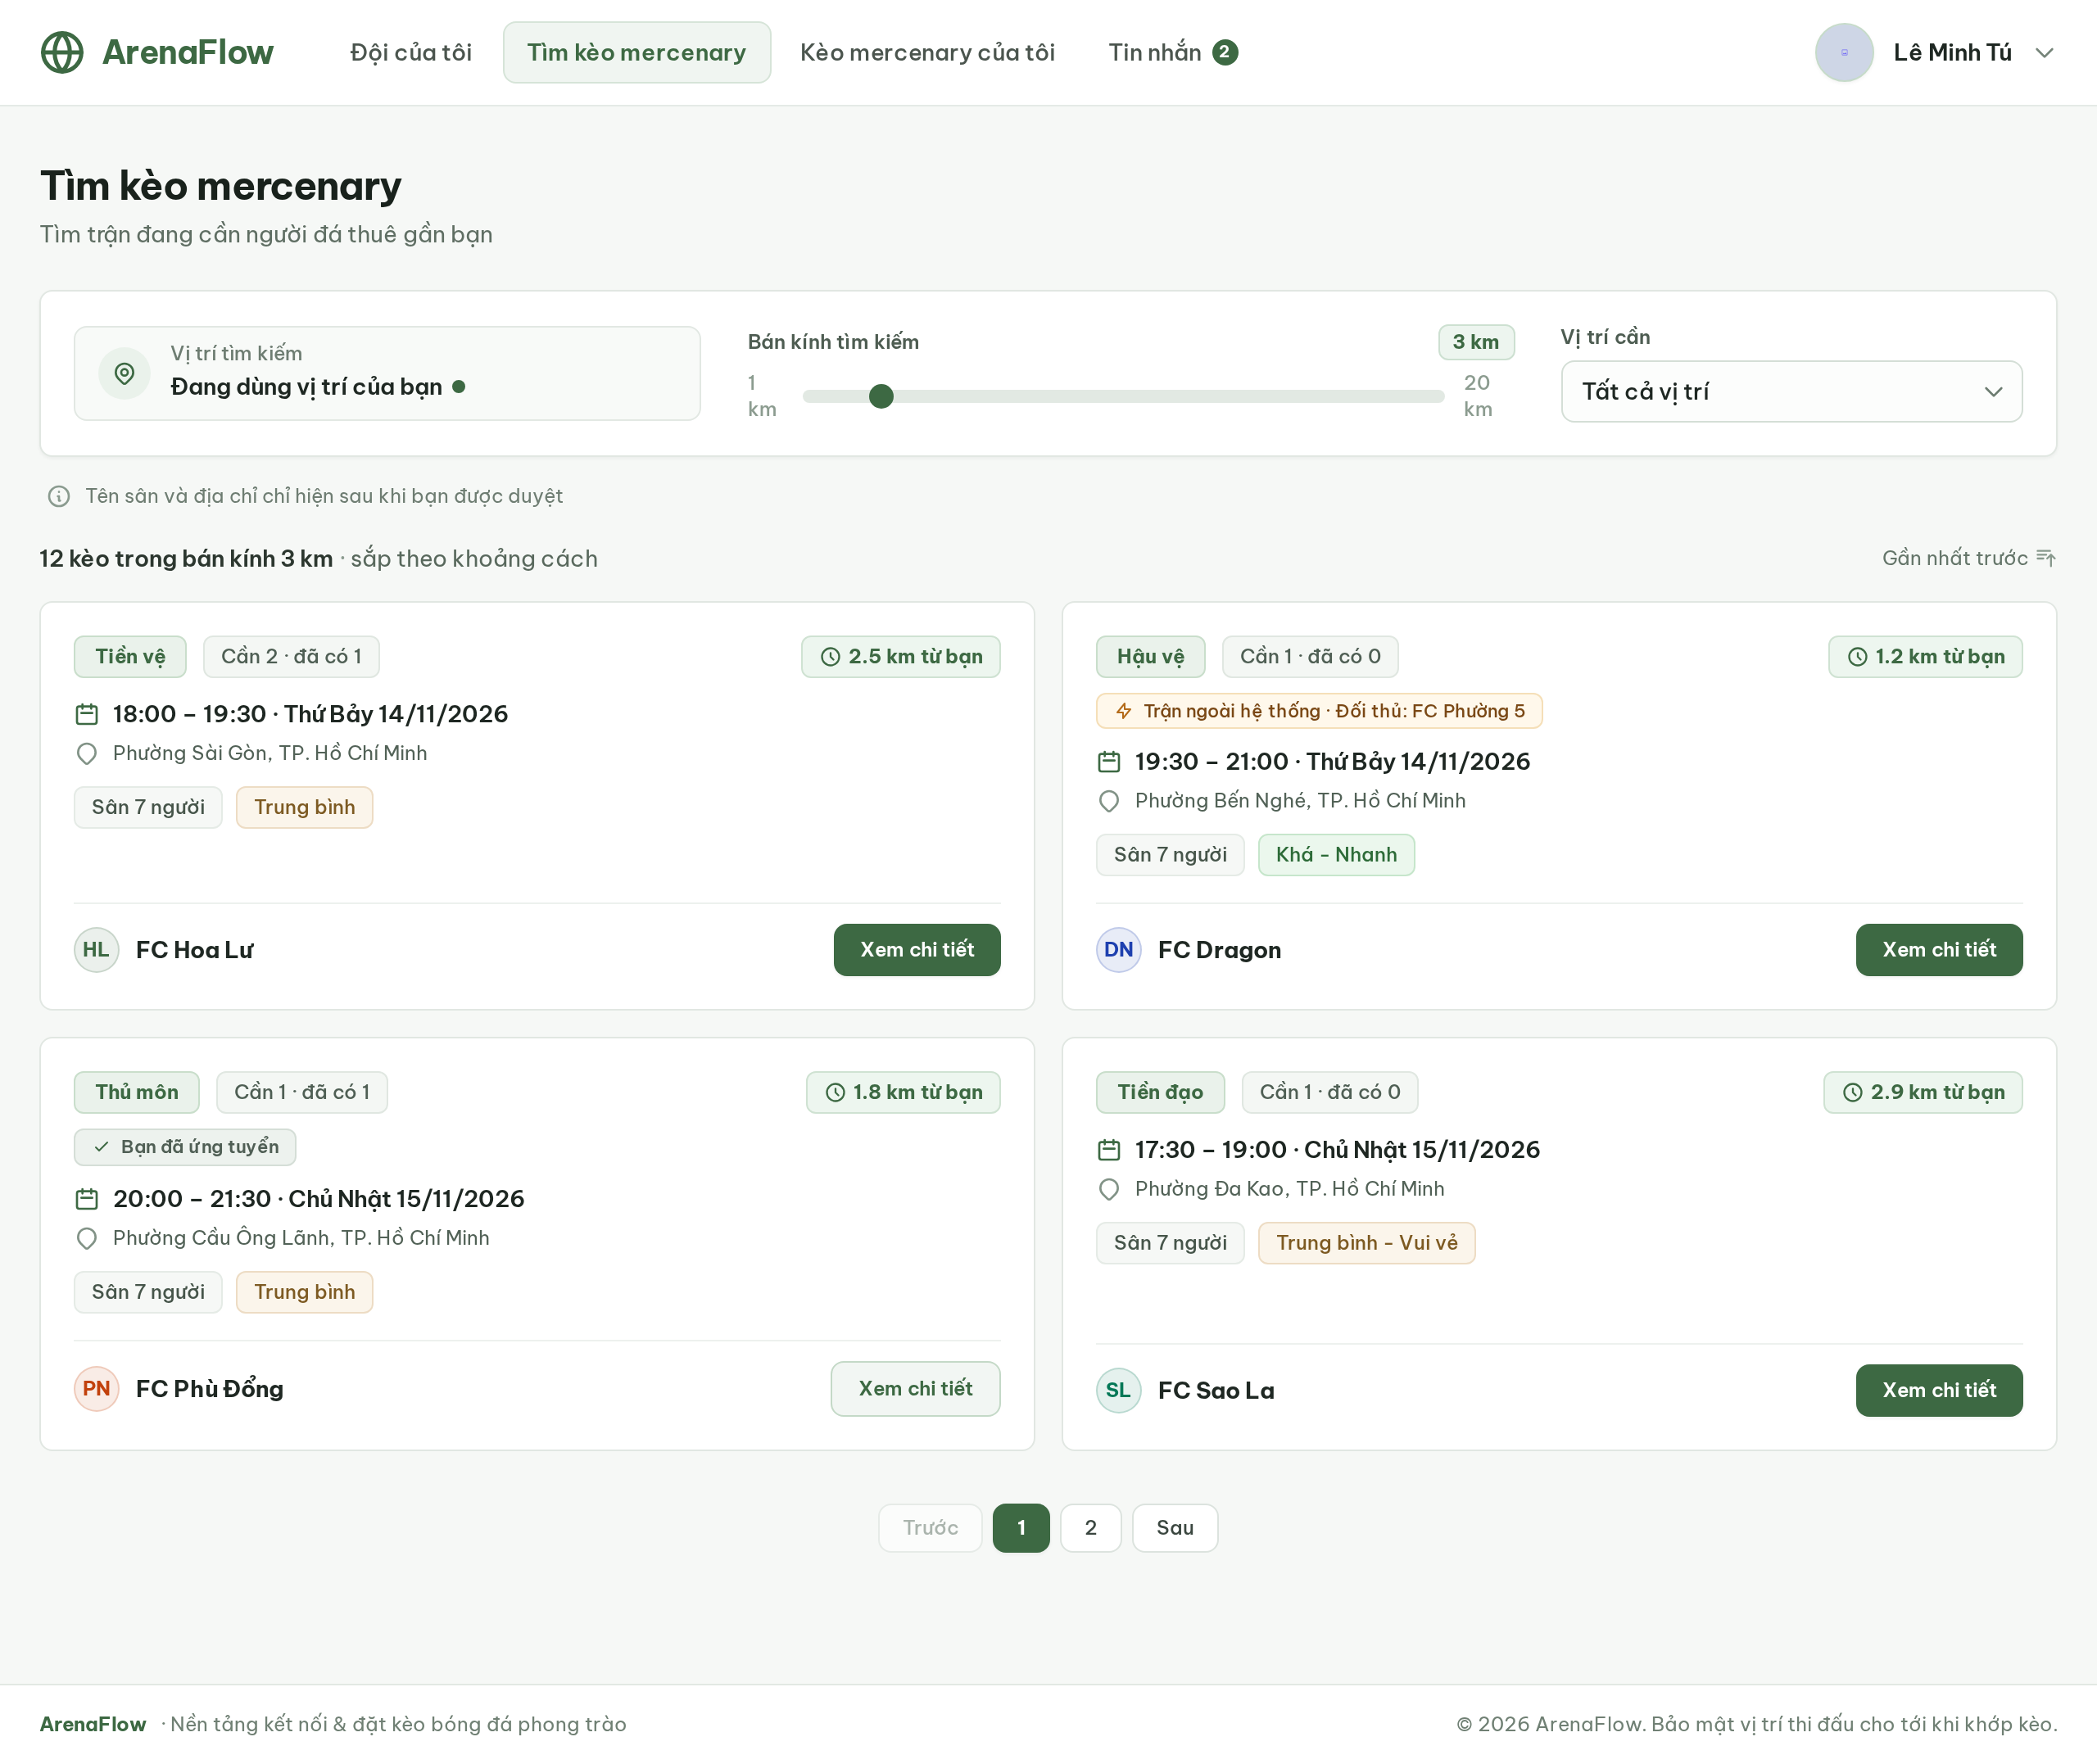 ArenaFlow
Đội của tôi
Tìm kèo mercenary
Kèo mercenary của tôi
Tin nhắn 2
Lê Minh Tú
Tìm kèo mercenary
Tìm trận đang cần người đá thuê gần bạn
Vị trí tìm kiếm
Đang dùng vị trí của bạn
Bán kính tìm kiếm
3 km
1 km
20 km
Vị trí cần
Tất cả vị trí
Tên sân và địa chỉ chỉ hiện sau khi bạn được duyệt
12 kèo trong bán kính 3 km · sắp theo khoảng cách
Gần nhất trước
Tiền vệ
Cần 2 · đã có 1
2.5 km từ bạn
18:00 – 19:30 · Thứ Bảy 14/11/2026
Phường Sài Gòn, TP. Hồ Chí Minh
Sân 7 người
Trung bình
HL
FC Hoa Lư
Xem chi tiết
Hậu vệ
Cần 1 · đã có 0
1.2 km từ bạn
Trận ngoài hệ thống · Đối thủ: FC Phường 5
19:30 – 21:00 · Thứ Bảy 14/11/2026
Phường Bến Nghé, TP. Hồ Chí Minh
Sân 7 người
Khá - Nhanh
DN
FC Dragon
Xem chi tiết
Thủ môn
Cần 1 · đã có 1
1.8 km từ bạn
Bạn đã ứng tuyển
20:00 – 21:30 · Chủ Nhật 15/11/2026
Phường Cầu Ông Lãnh, TP. Hồ Chí Minh
Sân 7 người
Trung bình
PN
FC Phù Đổng
Xem chi tiết
Tiền đạo
Cần 1 · đã có 0
2.9 km từ bạn
17:30 – 19:00 · Chủ Nhật 15/11/2026
Phường Đa Kao, TP. Hồ Chí Minh
Sân 7 người
Trung bình - Vui vẻ
SL
FC Sao La
Xem chi tiết
Trước
1
2
Sau
ArenaFlow · Nền tảng kết nối & đặt kèo bóng đá phong trào
© 2026 ArenaFlow. Bảo mật vị trí thi đấu cho tới khi khớp kèo.